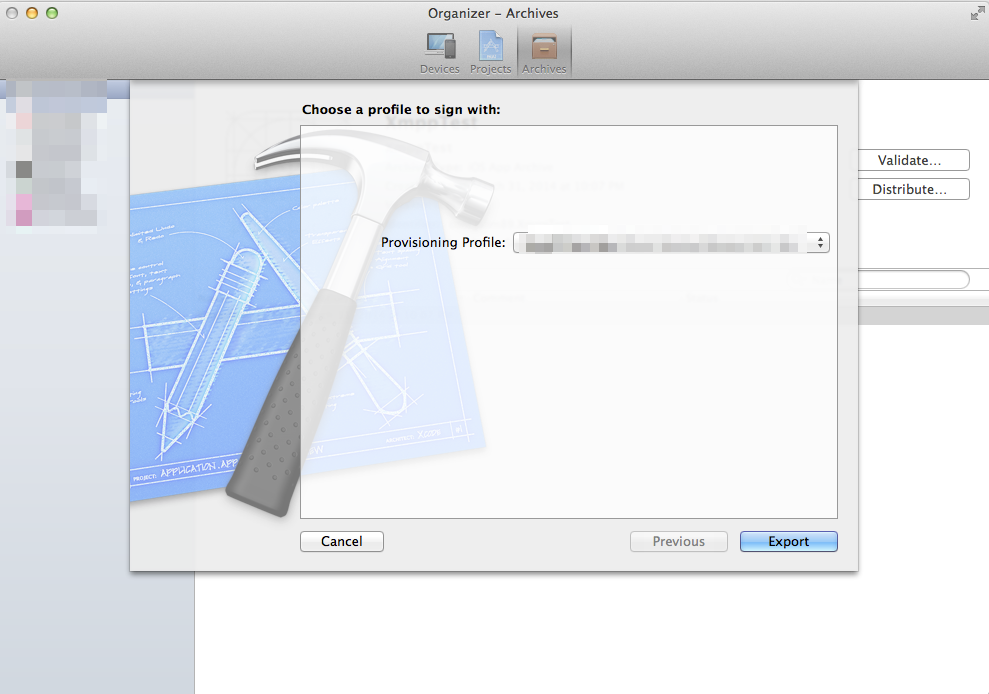 Organizer – Archives
Devices
Projects
Archives
Choose a profile to sign with:
XmppTest
Validate...
Distribute...
Provisioning Profile:
PROJECT: APPLICATION.APP
Cancel
Previous
Export